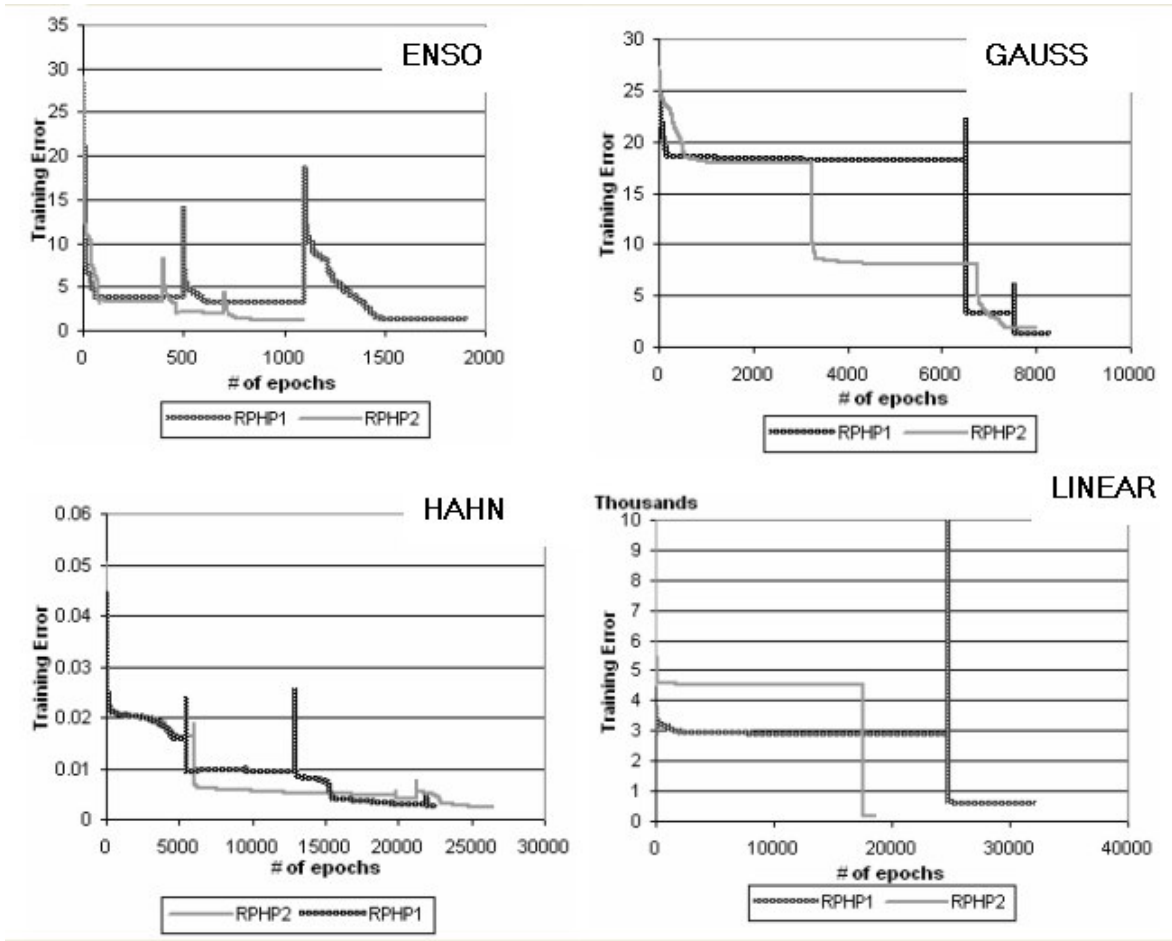 ENSO
Training Error
35
30
25
20
15
10
5
0
0 500 1000 1500 2000
# of epochs
RPHP1 RPHP2
GAUSS
Training Error
30
25
20
15
10
5
0
0 2000 4000 6000 8000 10000
# of epochs
RPHP1 RPHP2
HAHN
Training Error
0.06
0.05
0.04
0.03
0.02
0.01
0
0 5000 10000 15000 20000 25000 30000
# of epochs
RPHP2 RPHP1
LINEAR
Thousands
Training Error
10
9
8
7
6
5
4
3
2
1
0
0 10000 20000 30000 40000
# of epochs
RPHP1 RPHP2